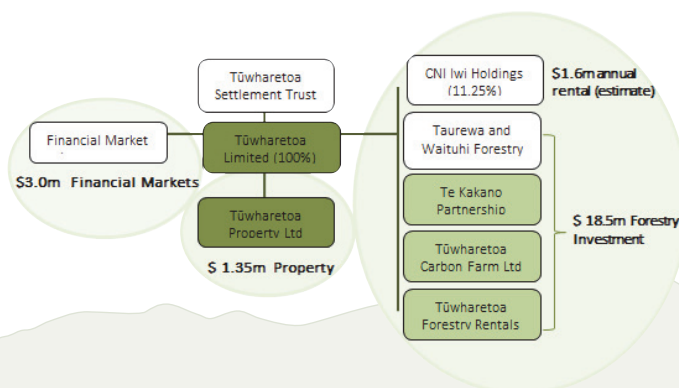 Tūwharetoa
Settlement Trust
CNI Iwi Holdings
(11.25%)
$1.6m annual
rental (estimate)
Financial Market
Tūwharetoa
Limited (100%)
Taurewa and
Waituhi Forestry
$3.0m Financial Markets
Te Kakano
Partnership
Tūwharetoa
Property Ltd
$ 18.5m Forestry
Investment
Tūwharetoa
Carbon Farm Ltd
$ 1.35m Property
Tūwharetoa
Forestry Rentals